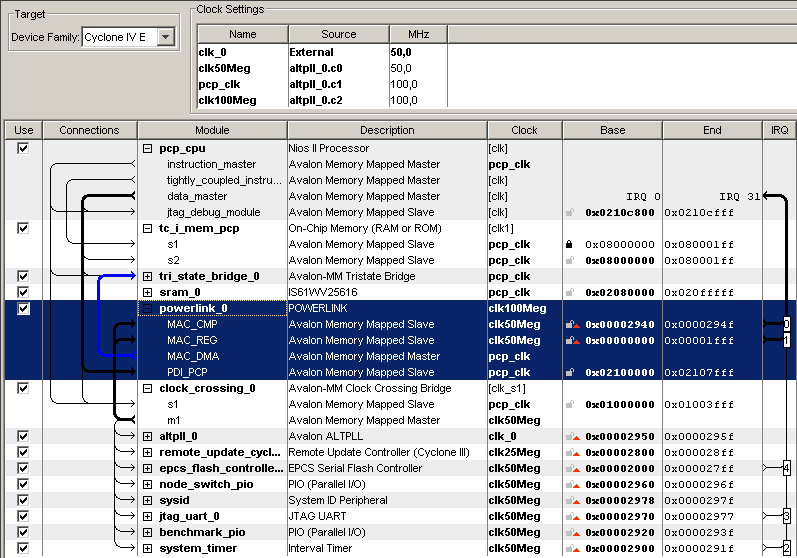 Target
Device Family: Cyclone IV E
Clock Settings
Name Source MHz
clk_0 External 50,0
clk50Meg altpll_0.c0 50,0
pcp_clk altpll_0.c1 100,0
clk100Meg altpll_0.c2 100,0
Use Connections Module Description Clock Base End IRQ
pcp_cpu Nios II Processor [clk]
instruction_master Avalon Memory Mapped Master pcp_clk
tightly_coupled_instru... Avalon Memory Mapped Master [clk]
data_master Avalon Memory Mapped Master [clk] IRQ 0 IRQ 31
jtag_debug_module Avalon Memory Mapped Slave [clk] 0x0210c800 0x0210cfff
tc_i_mem_pcp On-Chip Memory (RAM or ROM) [clk1]
s1 Avalon Memory Mapped Slave pcp_clk 0x08000000 0x080001ff
s2 Avalon Memory Mapped Slave pcp_clk 0x08000000 0x080001ff
tri_state_bridge_0 Avalon-MM Tristate Bridge pcp_clk
sram_0 IS61WV25616 pcp_clk 0x02080000 0x020fffff
powerlink_0 POWERLINK clk100Meg
MAC_CMP Avalon Memory Mapped Slave clk50Meg 0x00002940 0x0000294f 0
MAC_REG Avalon Memory Mapped Slave clk50Meg 0x00000000 0x00001fff 1
MAC_DMA Avalon Memory Mapped Master pcp_clk
PDI_PCP Avalon Memory Mapped Slave pcp_clk 0x02100000 0x02107fff
clock_crossing_0 Avalon-MM Clock Crossing Bridge [clk_s1]
s1 Avalon Memory Mapped Slave pcp_clk 0x01000000 0x01003fff
m1 Avalon Memory Mapped Master clk50Meg
altpll_0 Avalon ALTPLL clk_0 0x00002950 0x0000295f
remote_update_cycl... Remote Update Controller (Cyclone III) clk25Meg 0x00002800 0x000028ff
epcs_flash_controlle... EPCS Serial Flash Controller clk50Meg 0x00002000 0x000027ff 4
node_switch_pio PIO (Parallel I/O) clk50Meg 0x00002960 0x0000296f
sysid System ID Peripheral clk50Meg 0x00002978 0x0000297f
jtag_uart_0 JTAG UART clk50Meg 0x00002970 0x00002977 3
benchmark_pio PIO (Parallel I/O) clk50Meg 0x00002920 0x0000293f
system_timer Interval Timer clk50Meg 0x00002900 0x0000291f 2